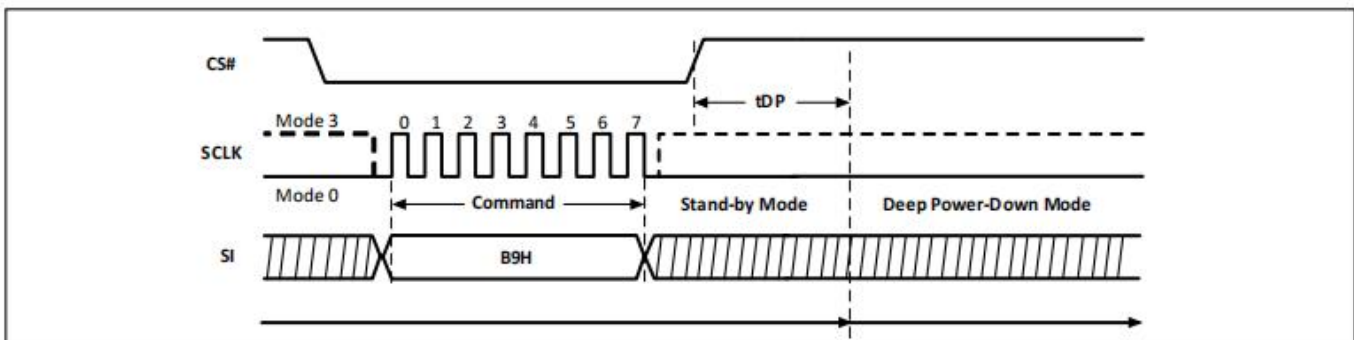 CS#
tDP
Mode 3
0 1 2 3 4 5 6 7
SCLK
Mode 0
Command
Stand-by Mode
Deep Power-Down Mode
SI
B9H